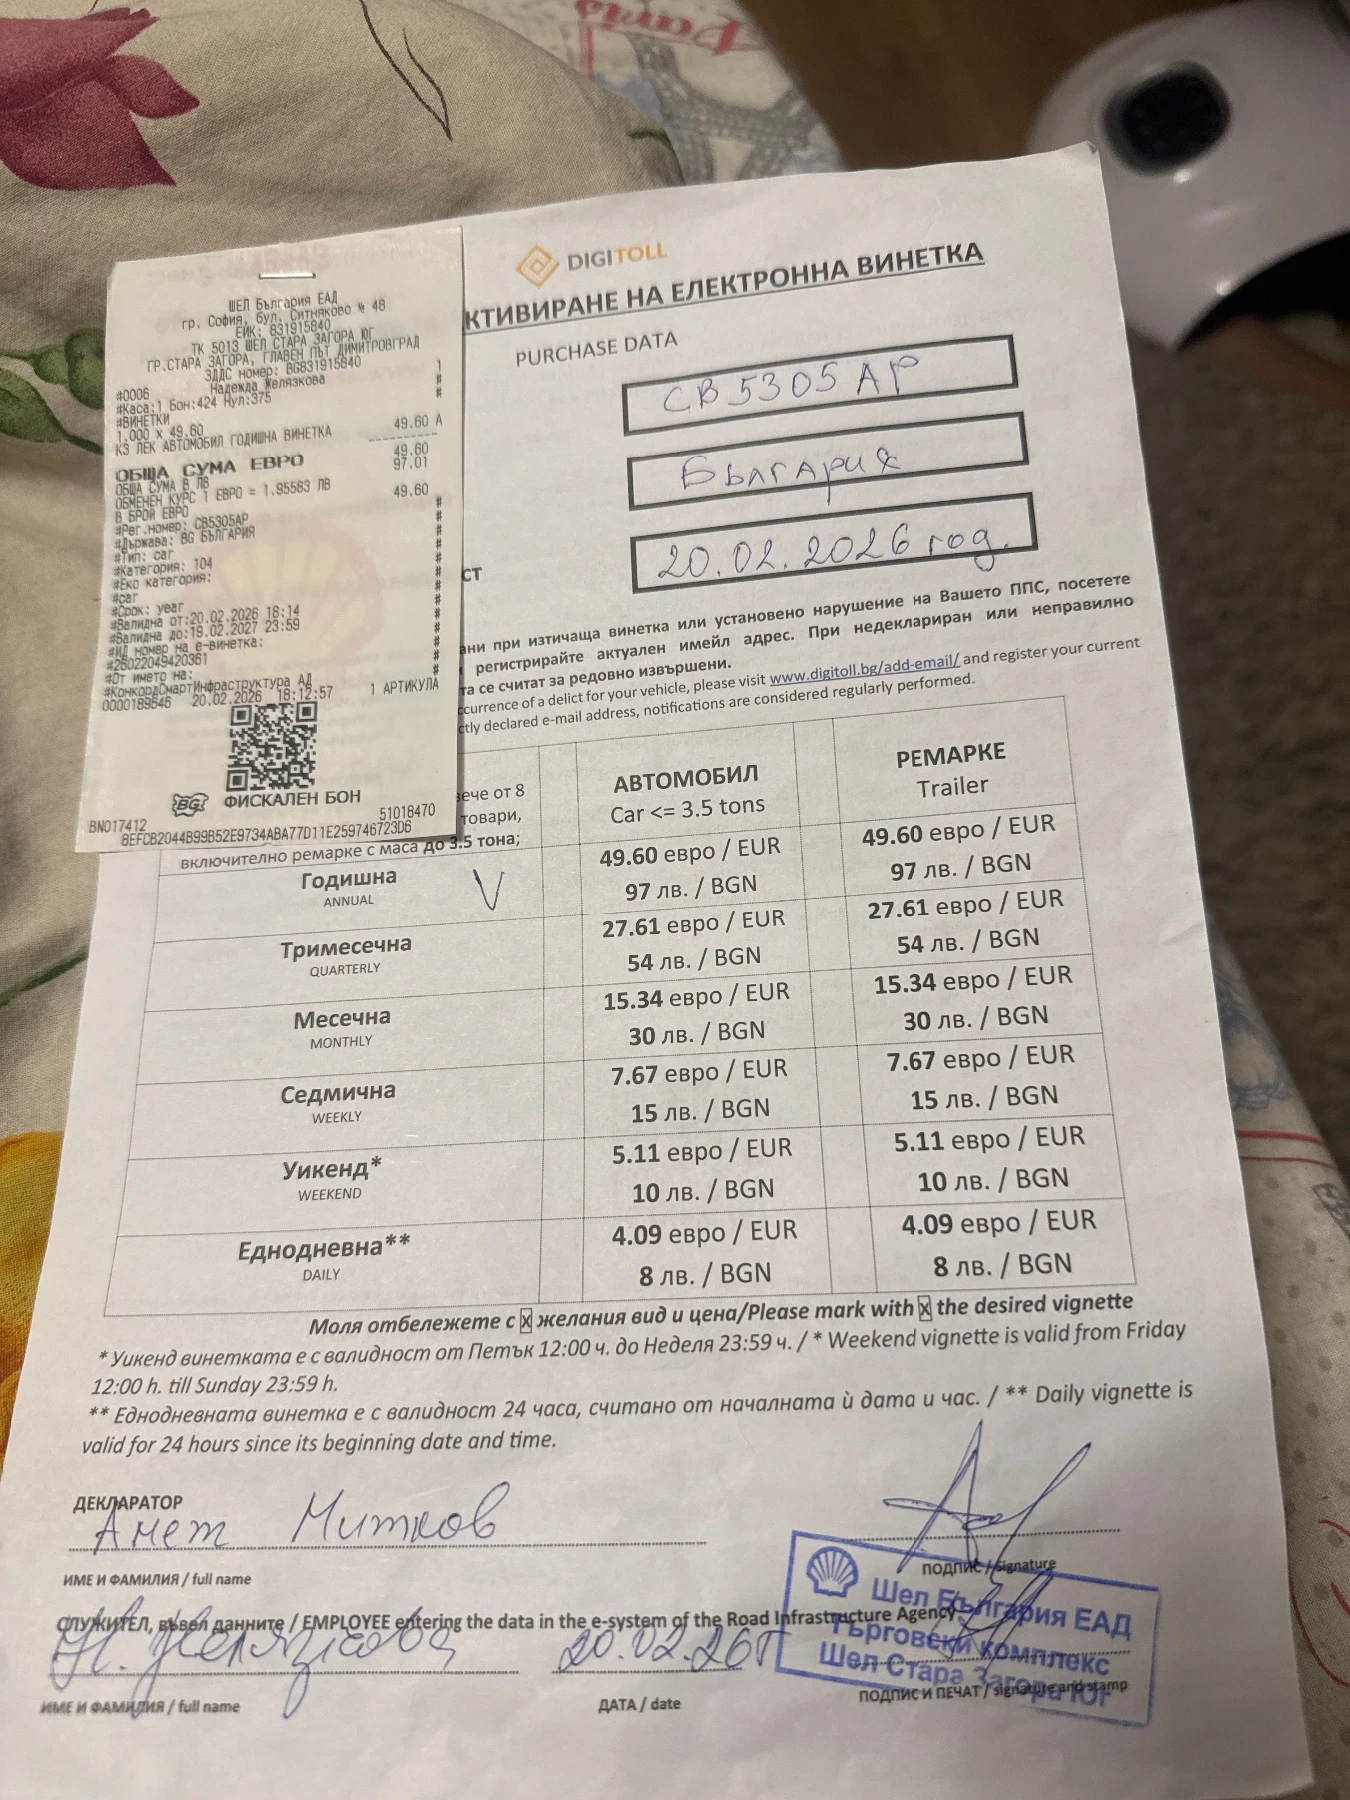 Paris
ШЕЛ България ЕАД
гр. София, бул. Ситняково № 48
ЕИК: 831915840
ТК 5013 ШЕЛ СТАРА ЗАГОРА ЮГ
ГР.СТАРА ЗАГОРА, ГЛАВЕН ПЪТ ДИМИТРОВГРАД
ЗДДС номер: BG831915840
#0006 Надежда Желязкова 1
#Каса:1 Бон:424 Нул:375 #
#ВИНЕТКИ #
1.000 x 49.60
КЗ ЛЕК АВТОМОБИЛ ГОДИШНА ВИНЕТКА 49.60 А
ОБЩА СУМА ЕВРО 49.60
ОБЩА СУМА В ЛВ 97.01
ОБМЕНЕН КУРС 1 ЕВРО = 1.95583 ЛВ
В БРОЙ ЕВРО 49.60
#Рег.номер: CB5305AP #
#Държава: BG БЪЛГАРИЯ #
#Тип: car #
#Категория: 104 #
#Еко категория: #
#car #
#Срок: year #
#Валидна от:20.02.2026 18:14 #
#Валидна до:19.02.2027 23:59 #
#ИД номер на е-винетка: #
#26022049420361 #
#От името на: #
#КонкордСмартИнфраструктура АД #
0000189646 20.02.2026 18:12:57 1 АРТИКУЛА
BG ФИСКАЛЕН БОН
BN017412 51018470
8EFCB2044B99B52E9734ABA77D11E259746723D6
DIGITOLL
КТИВИРАНЕ НА ЕЛЕКТРОННА ВИНЕТКА
PURCHASE DATA
СВ 5305 АР
България
СТ
20.02.2026 год.
ани при изтичаща винетка или установено нарушение на Вашето ППС, посетете
регистрирайте актуален имейл адрес. При недеклариран или неправилно
та се считат за редовно извършени.
ccurrence of a delict for your vehicle, please visit www.digitoll.bg/add-email/ and register your current
ctly declared e-mail address, notifications are considered regularly performed.
вече от 8
товари,
включително ремарке с маса до 3.5 тона;
АВТОМОБИЛ
Car <= 3.5 tons
РЕМАРКЕ
Trailer
Годишна
ANNUAL
V
49.60 евро / EUR
97 лв. / BGN
49.60 евро / EUR
97 лв. / BGN
Тримесечна
QUARTERLY
27.61 евро / EUR
54 лв. / BGN
27.61 евро / EUR
54 лв. / BGN
Месечна
MONTHLY
15.34 евро / EUR
30 лв. / BGN
15.34 евро / EUR
30 лв. / BGN
Седмична
WEEKLY
7.67 евро / EUR
15 лв. / BGN
7.67 евро / EUR
15 лв. / BGN
Уикенд*
WEEKEND
5.11 евро / EUR
10 лв. / BGN
5.11 евро / EUR
10 лв. / BGN
Еднодневна**
DAILY
4.09 евро / EUR
8 лв. / BGN
4.09 евро / EUR
8 лв. / BGN
Моля отбележете с x желания вид и цена/Please mark with x the desired vignette
* Уикенд винетката е с валидност от Петък 12:00 ч. до Неделя 23:59 ч. / * Weekend vignette is valid from Friday
12:00 h. till Sunday 23:59 h.
** Еднодневната винетка е с валидност 24 часа, считано от началната ѝ дата и час. / ** Daily vignette is
valid for 24 hours since its beginning date and time.
ДЕКЛАРАТОР
Ахмет Митков
ИМЕ И ФАМИЛИЯ / full name
ПОДПИС / Signature
СЛУЖИТЕЛ, въвел данните / EMPLOYEE entering the data in the e-system of the Road Infrastructure Agency
Н. Желязкова 20.02.26г
ИМЕ И ФАМИЛИЯ / full name
ДАТА / date
ПОДПИС И ПЕЧАТ / signature and stamp
Шел България ЕАД
Търговски комплекс
Шел Стара Загора Юг